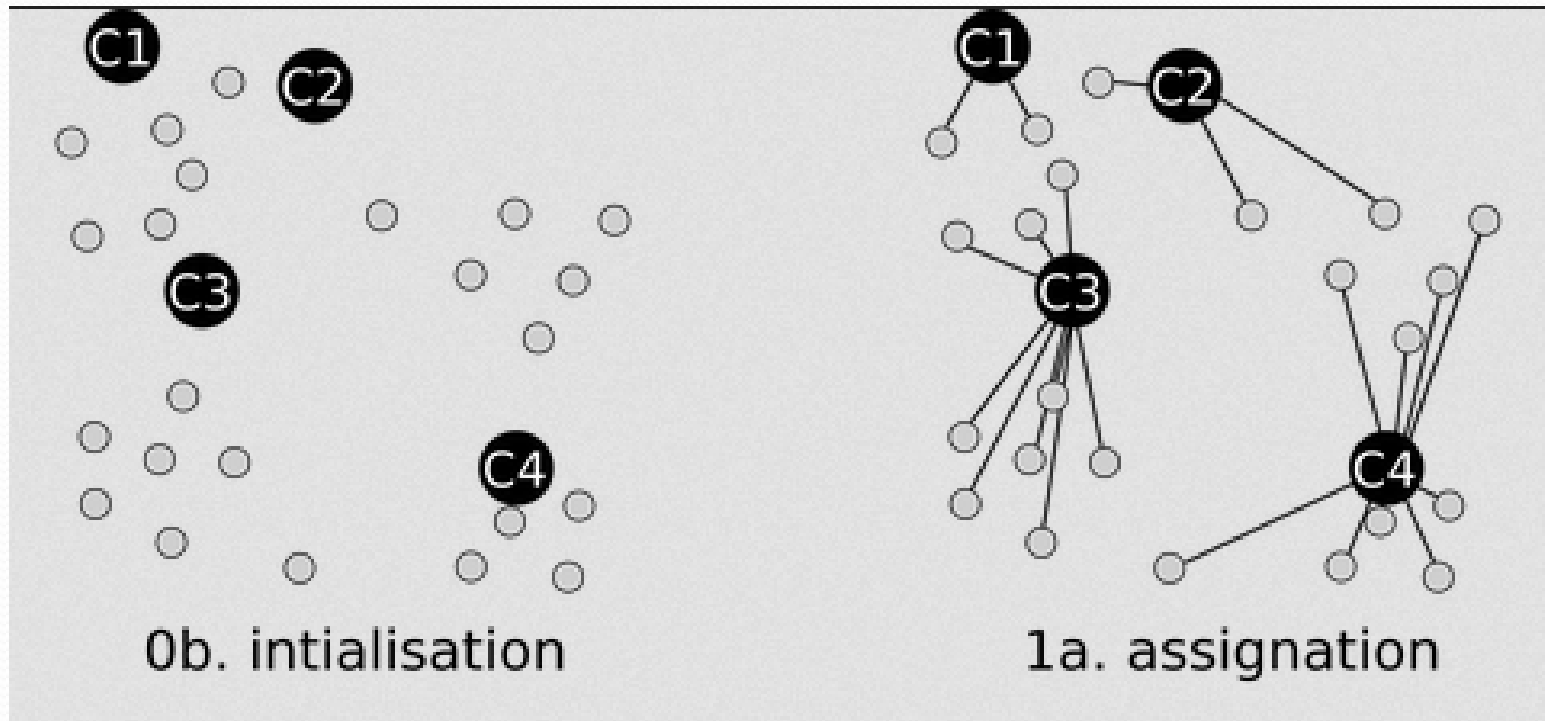 C1
C2
C3
C4
0b. intialisation
C1
C2
C3
C4
1a. assignation